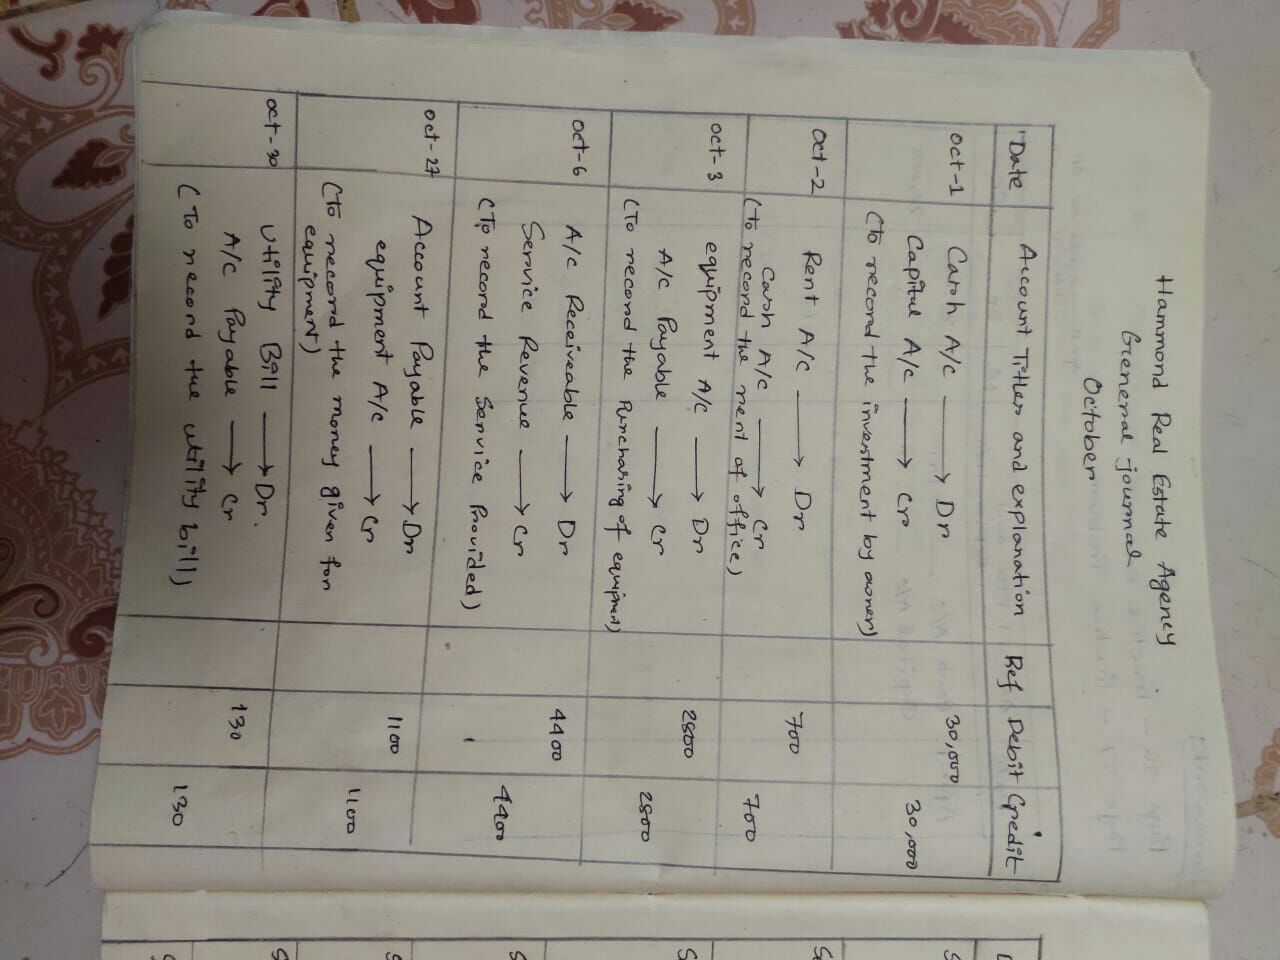 Hammond Real Estate Agency
General journal
October
Date Account Titles and explanation Ref Debit Credit
Oct-1 Cash A/c → Dr 30,000
Capital A/c → Cr 30,000
(To record the investment by owner)
Oct-2 Rent A/c → Dr 700
Cash A/c → Cr 700
(To record the rent of office)
Oct-3 equipment A/c → Dr 2800
A/c Payable → Cr 2800
(To record the Purchasing of equipment)
Oct-6 A/c Receiveable → Dr 4400
Service Revenue → Cr 4400
(To record the Service Provided)
Oct-27 Account Payable → Dr 1100
equipment A/c → Cr 1100
(To record the money given for
equipment)
Oct-30 Utility Bill → Dr. 130
A/c Payable → Cr 130
(To record the utility bill)